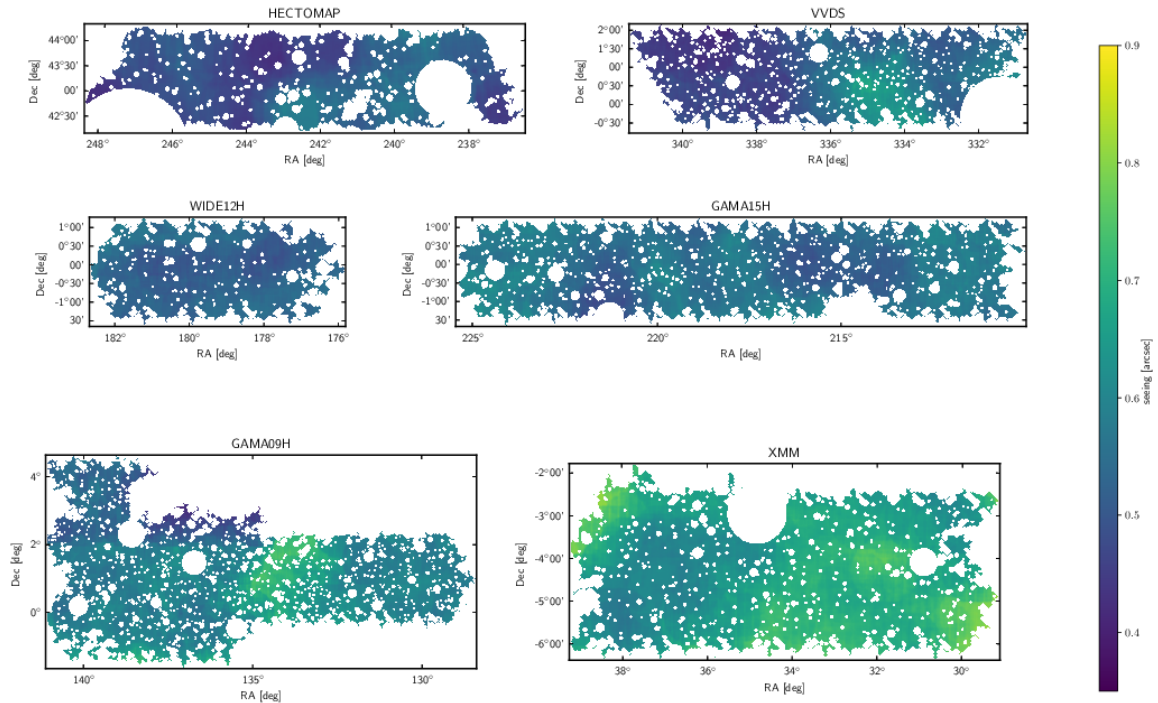 HECTOMAP
44°00'
43°30'
00'
42°30'
Dec [deg]
248° 246° 244° 242° 240° 238°
RA [deg]
VVDS
2°00'
1°30'
00'
0°30'
00'
-0°30'
Dec [deg]
340° 338° 336° 334° 332°
RA [deg]
WIDE12H
1°00'
0°30'
00'
-0°30'
-1°00'
30'
Dec [deg]
182° 180° 178° 176°
RA [deg]
GAMA15H
1°00'
0°30'
00'
-0°30'
-1°00'
30'
Dec [deg]
225° 220° 215°
RA [deg]
GAMA09H
4°
2°
0°
Dec [deg]
140° 135° 130°
RA [deg]
XMM
-2°00'
-3°00'
-4°00'
-5°00'
-6°00'
Dec [deg]
38° 36° 34° 32° 30°
RA [deg]
0.9
0.8
0.7
0.6
0.5
0.4
seeing [arcsec]